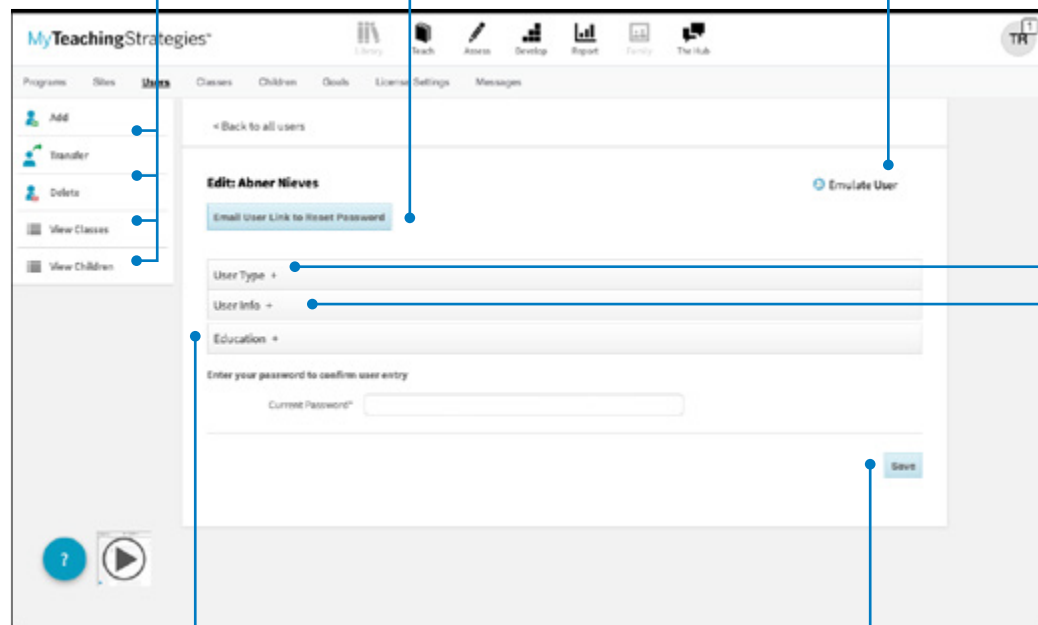 MyTeachingStrategies®
Library Teach Assess Develop Report Family The Hub
TR 1
Programs Sites Users Classes Children Goals License Settings Messages
Add
Transfer
Delete
View Classes
View Children
< Back to all users
Edit: Abner Nieves
Emulate User
Email User Link to Reset Password
User Type +
User Info +
Education +
Enter your password to confirm user entry
Current Password*
Save
?